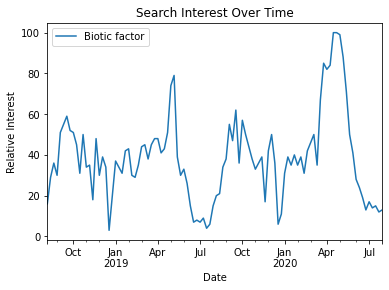 Search Interest Over Time
Biotic factor
Relative Interest
100
80
60
40
20
0
Oct Jan Apr Jul Oct Jan Apr Jul
2019 2020
Date